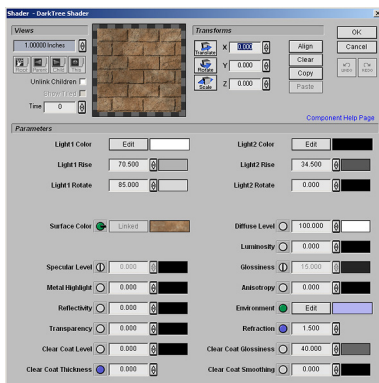 Shader - DarkTree Shader
Views
1.00000 Inches
Floor Parent Child This
Unlink Children
Show Tiled
Time 0
Transforms
Translate X 0.000
Rotate Y 0.000
Scale Z 0.000
Align
Clear
Copy
Paste
OK
Cancel
undo redo
Component Help Page
Parameters
Light1 Color Edit
Light2 Color Edit
Light1 Rise 70.500
Light2 Rise 34.500
Light1 Rotate 85.000
Light2 Rotate 0.000
Surface Color Linked
Diffuse Level 100.000
Luminosity 0.000
Specular Level 0.000
Glossiness 15.000
Metal Highlight 0.000
Anisotropy 0.000
Reflectivity 0.000
Environment Edit
Transparency 0.000
Refraction 1.500
Clear Coat Level 0.000
Clear Coat Glossiness 40.000
Clear Coat Thickness 0.000
Clear Coat Smoothing 0.000